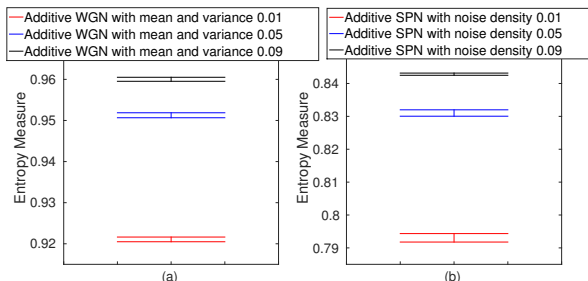 Additive WGN with mean and variance 0.01
Additive WGN with mean and variance 0.05
Additive WGN with mean and variance 0.09
0.96
0.95
0.94
0.93
0.92
Entropy Measure
(a)
Additive SPN with noise density 0.01
Additive SPN with noise density 0.05
Additive SPN with noise density 0.09
0.84
0.83
0.82
0.81
0.8
0.79
Entropy Measure
(b)